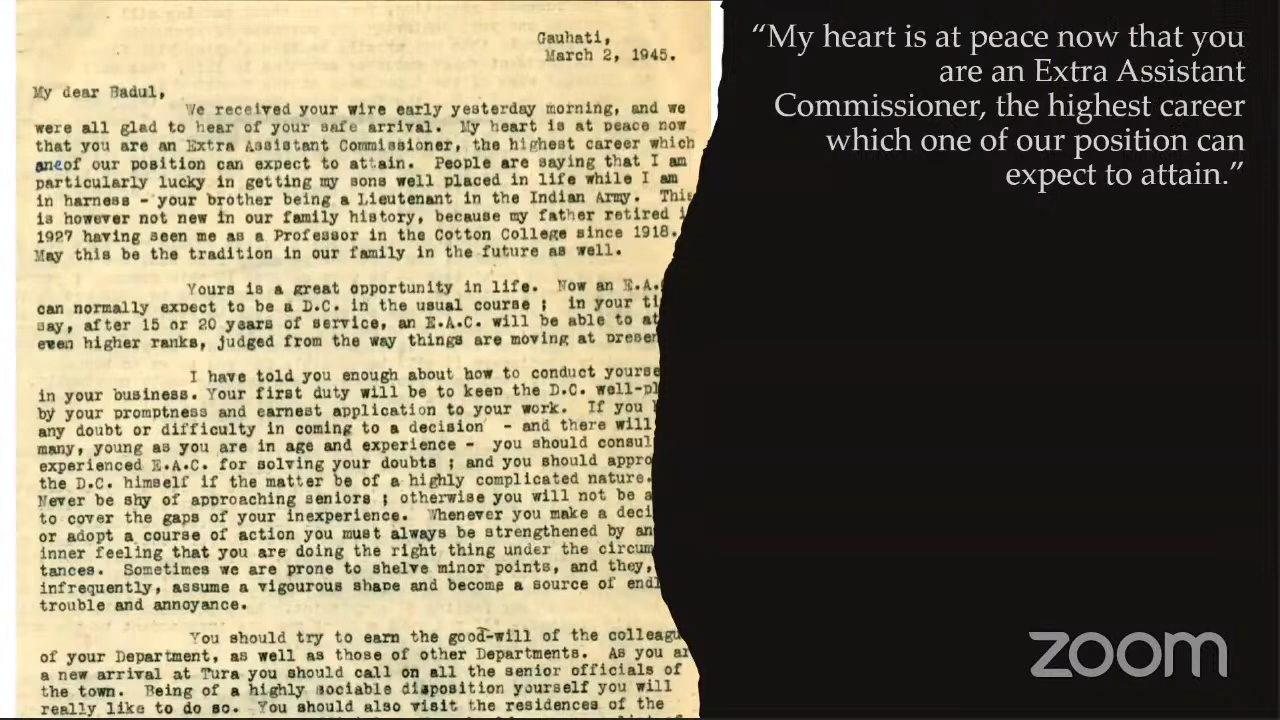 Gauhati,
March 2, 1945.
My dear Badul,
We received your wire early yesterday morning, and we
were all glad to hear of your safe arrival. My heart is at peace now
that you are an Extra Assistant Commissioner, the highest career which
one of our position can expect to attain. People are saying that I am
particularly lucky in getting my sons well placed in life while I am
in harness - your brother being a Lieutenant in the Indian Army. This
is however not new in our family history, because my father retired i
1927 having seen me as a Professor in the Cotton College since 1918.
May this be the tradition in our family in the future as well.
Yours is a great opportunity in life. Now an E.A.
can normally expect to be a D.C. in the usual course ; in your ti
say, after 15 or 20 years of service, an E.A.C. will be able to at
even higher ranks, judged from the way things are moving at presen
I have told you enough about how to conduct yourse
in your business. Your first duty will be to keep the D.C. well-pl
by your promptness and earnest application to your work. If you
any doubt or difficulty in coming to a decision - and there will
many, young as you are in age and experience - you should consul
experienced E.A.C. for solving your doubts ; and you should appro
the D.C. himself if the matter be of a highly complicated nature.
Never be shy of approaching seniors ; otherwise you will not be a
to cover the gaps of your inexperience. Whenever you make a deci
or adopt a course of action you must always be strengthened by an
inner feeling that you are doing the right thing under the circum
tances. Sometimes we are prone to shelve minor points, and they,
infrequently, assume a vigourous shape and become a source of endl
trouble and annoyance.
You should try to earn the good-will of the colleagu
of your Department, as well as those of other Departments. As you ar
a new arrival at Tura you should call on all the senior officials of
the town. Being of a highly sociable disposition yourself you will
really like to do so. You should also visit the residences of the
“My heart is at peace now that you
are an Extra Assistant
Commissioner, the highest career
which one of our position can
expect to attain.”
zoom